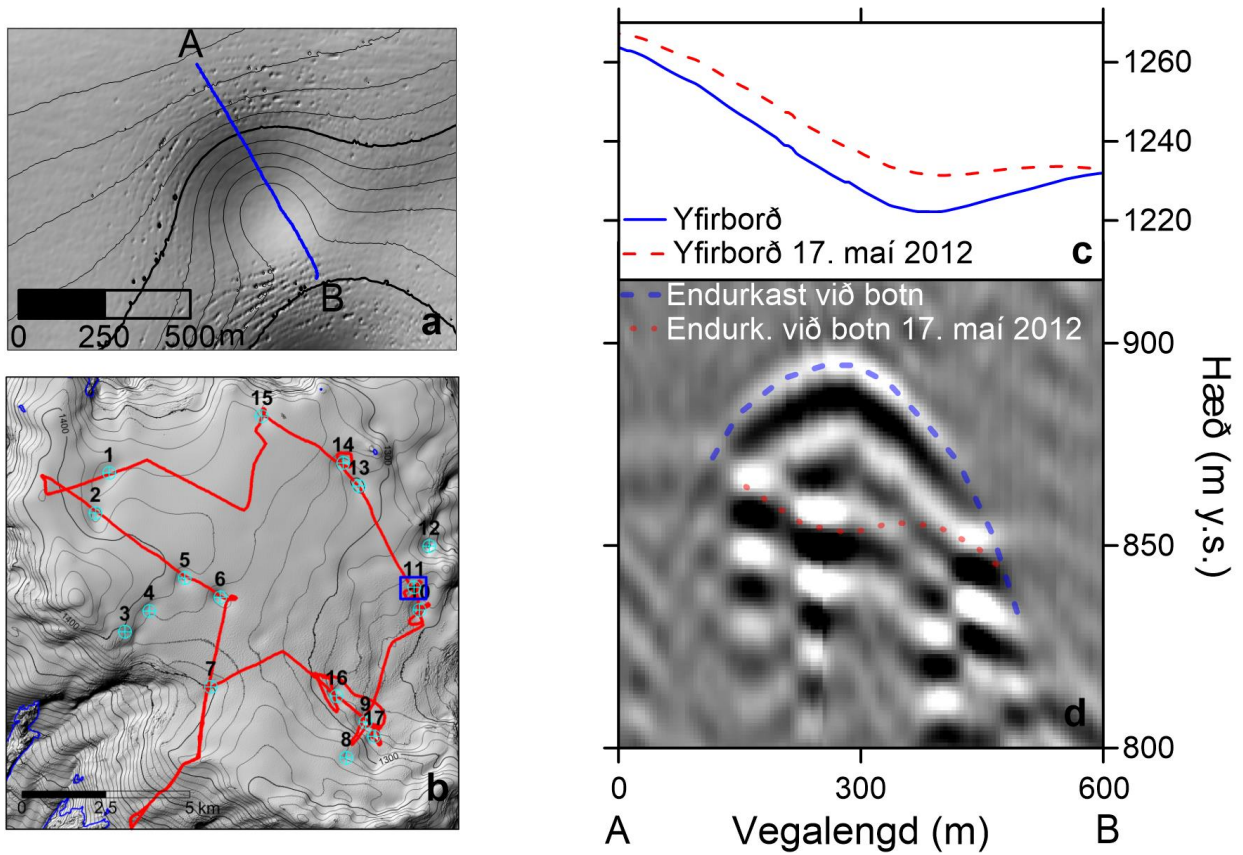 A
B
0 250 500m
a
1400
1300
15
1
14
13
2
12
5
11
6
10
4
3
1400
7
16
9
17
8
1300
0 2,5 5 km
b
1260
1240
1220
Yfirborð
Yfirborð 17. maí 2012
c
Endurkast við botn
Endurk. við botn 17. maí 2012
900
850
800
Hæð (m y.s.)
d
0 300 600
A Vegalengd (m) B